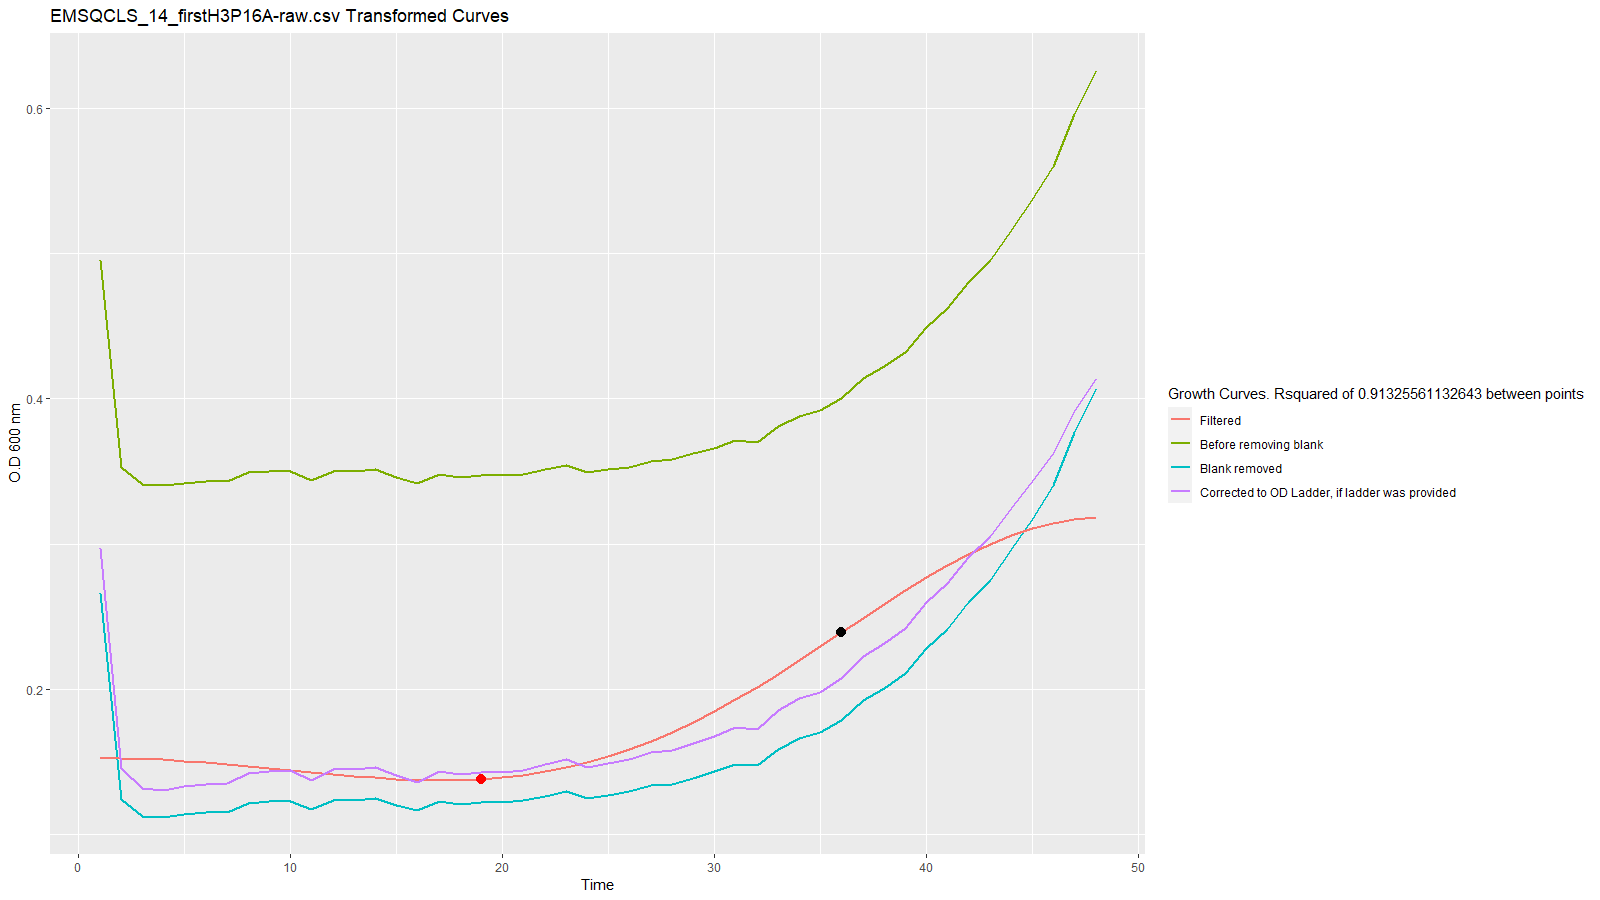 EMSQCLS_14_firstH3P16A-raw.csv Transformed Curves
O.D 600 nm
0.6
0.4
0.2
0
10
20
30
40
50
Time
Growth Curves. Rsquared of 0.91325561132643 between points
Filtered
Before removing blank
Blank removed
Corrected to OD Ladder, if ladder was provided